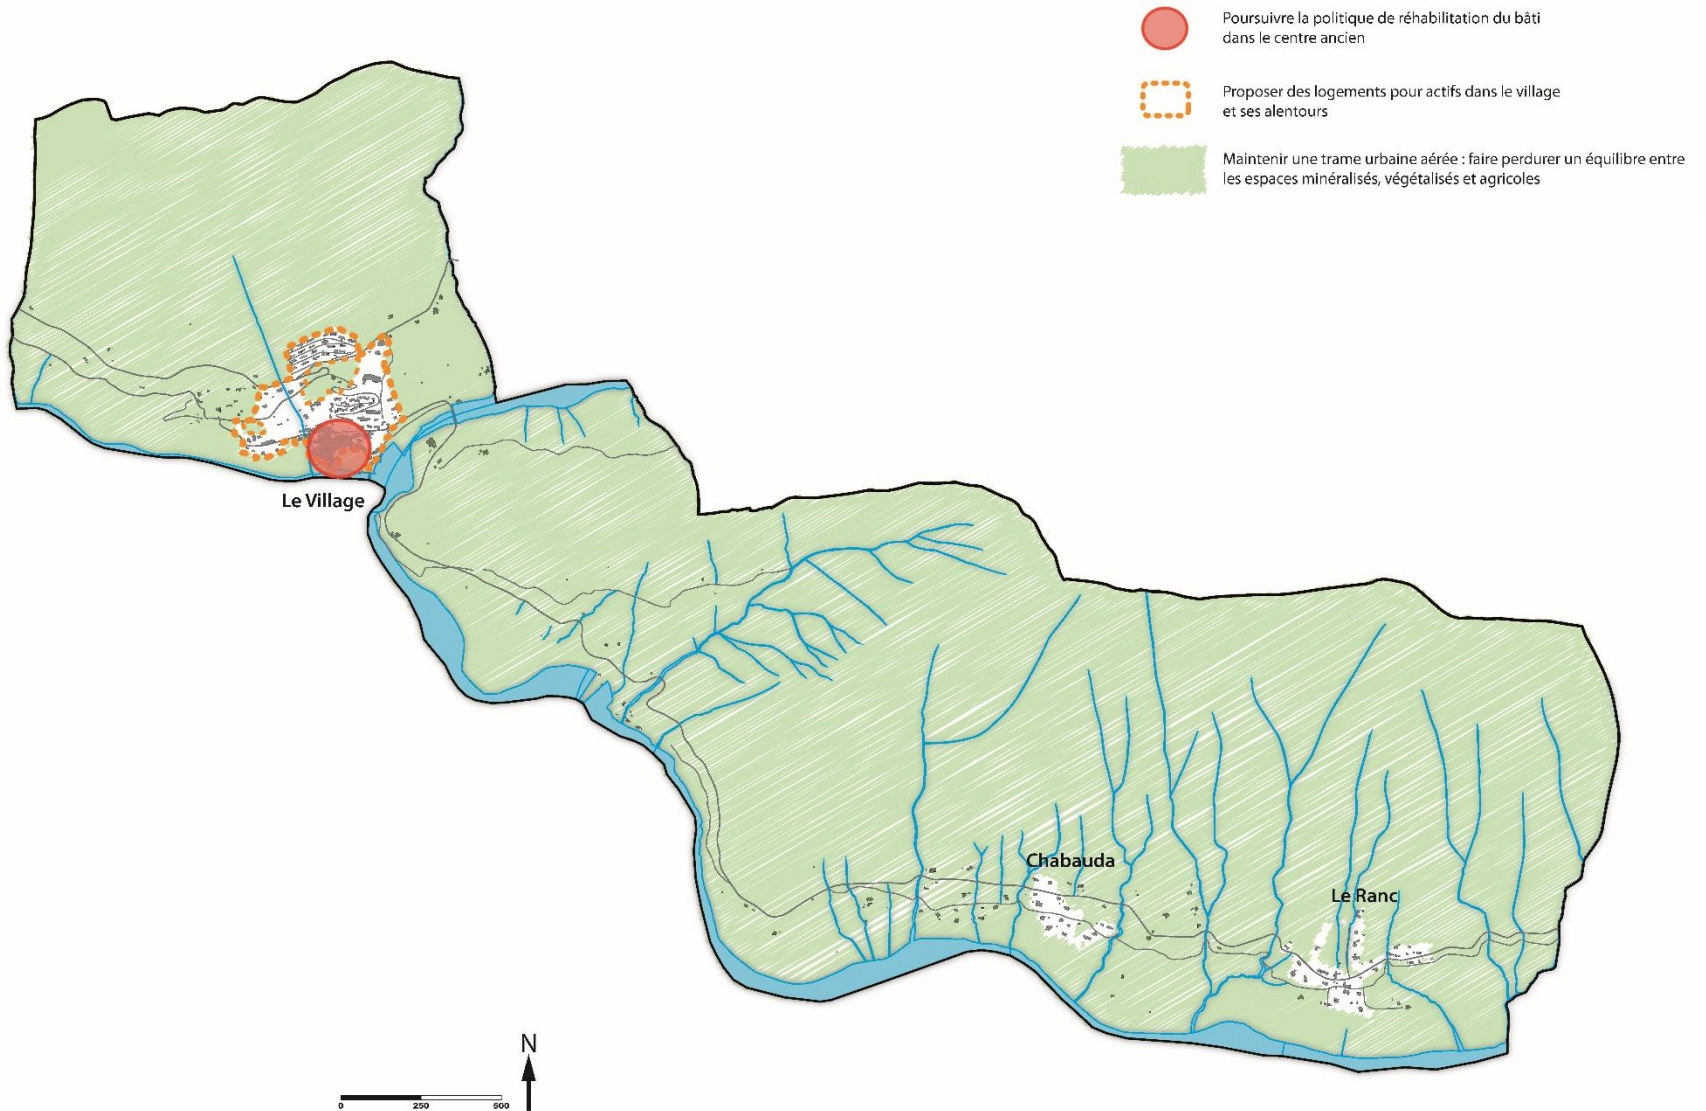 Poursuivre la politique de réhabilitation du bâti
dans le centre ancien
Proposer des logements pour actifs dans le village
et ses alentours
Maintenir une trame urbaine aérée : faire perdurer un équilibre entre
les espaces minéralisés, végétalisés et agricoles
Le Village
Chabauda
Le Ranc
N
0 250 500